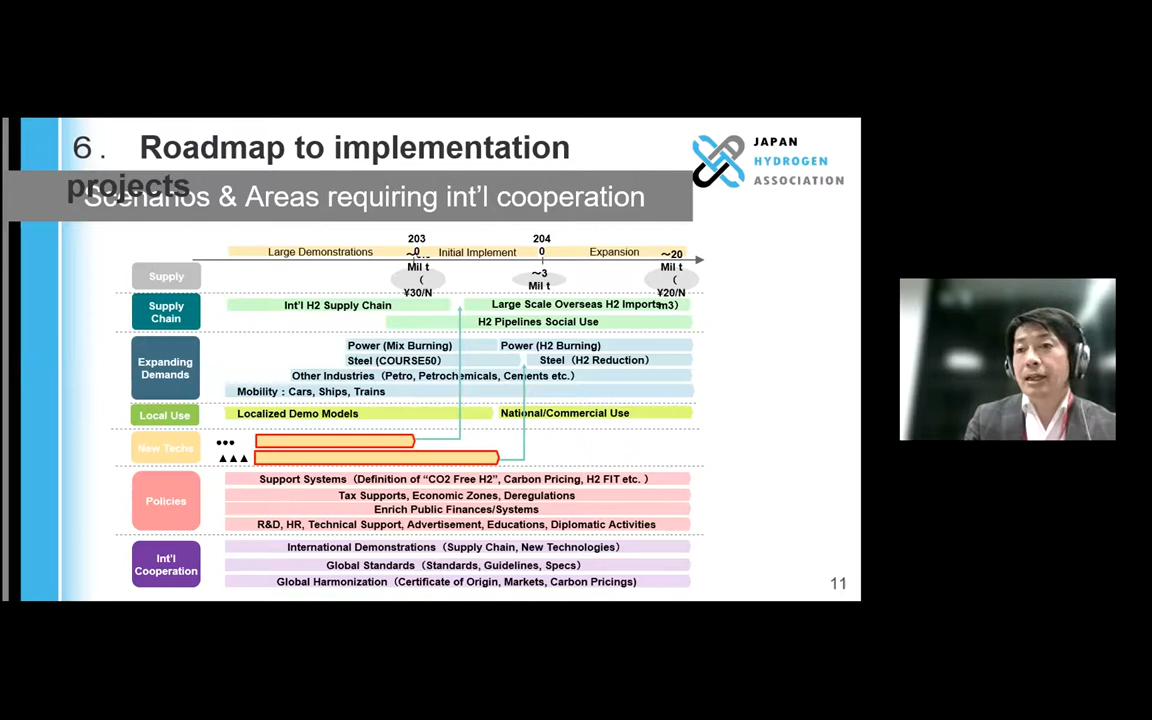 6． Roadmap to implementation
projects
Scenarios & Areas requiring int'l cooperation
JAPAN
HYDROGEN
ASSOCIATION
203
0
204
0
Large Demonstrations
Initial Implement
Expansion
Supply
Mil t
(
¥30/N
～3
Mil t
～20
Mil t
(
¥20/N
m3）
Supply
Chain
Int'l H2 Supply Chain
Large Scale Overseas H2 Imports
H2 Pipelines Social Use
Expanding
Demands
Power (Mix Burning)
Power (H2 Burning)
Steel (COURSE50）
Steel（H2 Reduction）
Other Industries（Petro, Petrochemicals, Cements etc.）
Mobility：Cars, Ships, Trains
Local Use
Localized Demo Models
National/Commercial Use
New Techs
●●●
▲▲▲
Policies
Support Systems（Definition of “CO2 Free H2”, Carbon Pricing, H2 FIT etc. ）
Tax Supports, Economic Zones, Deregulations
Enrich Public Finances/Systems
R&D, HR, Technical Support, Advertisement, Educations, Diplomatic Activities
Int'l
Cooperation
International Demonstrations（Supply Chain, New Technologies）
Global Standards（Standards, Guidelines, Specs）
Global Harmonization（Certificate of Origin, Markets, Carbon Pricings)
11